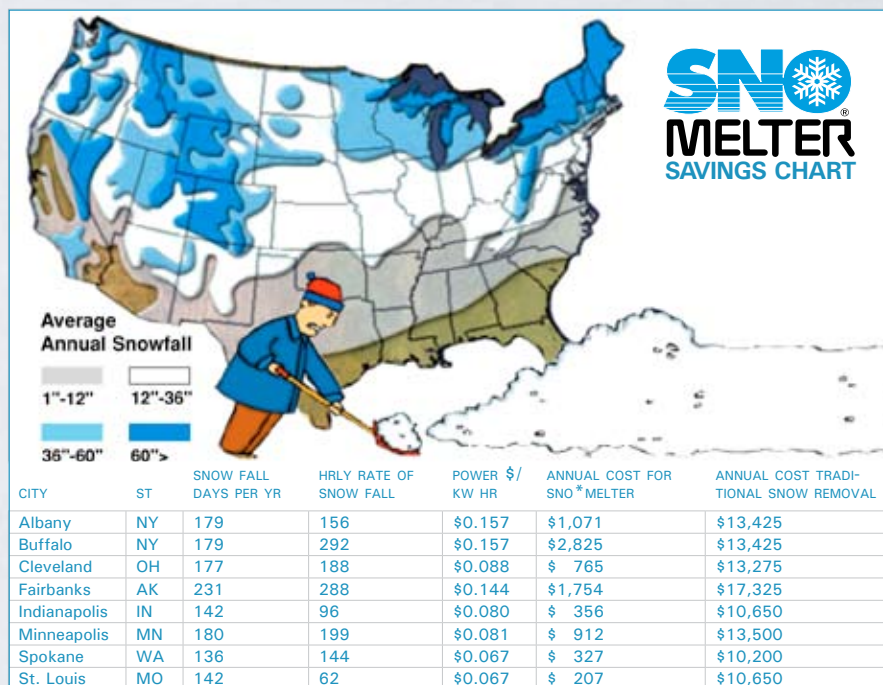 SNO
®
MELTER
SAVINGS CHART
Average
Annual Snowfall
1"-12" 12"-36"
36"-60" 60">
CITY ST SNOW FALL DAYS PER YR HRLY RATE OF SNOW FALL POWER $/ KW HR ANNUAL COST FOR SNO*MELTER ANNUAL COST TRADI- TIONAL SNOW REMOVAL
Albany NY 179 156 $0.157 $1,071 $13,425
Buffalo NY 179 292 $0.157 $2,825 $13,425
Cleveland OH 177 188 $0.088 $ 765 $13,275
Fairbanks AK 231 288 $0.144 $1,754 $17,325
Indianapolis IN 142 96 $0.080 $ 356 $10,650
Minneapolis MN 180 199 $0.081 $ 912 $13,500
Spokane WA 136 144 $0.067 $ 327 $10,200
St. Louis MO 142 62 $0.067 $ 207 $10,650